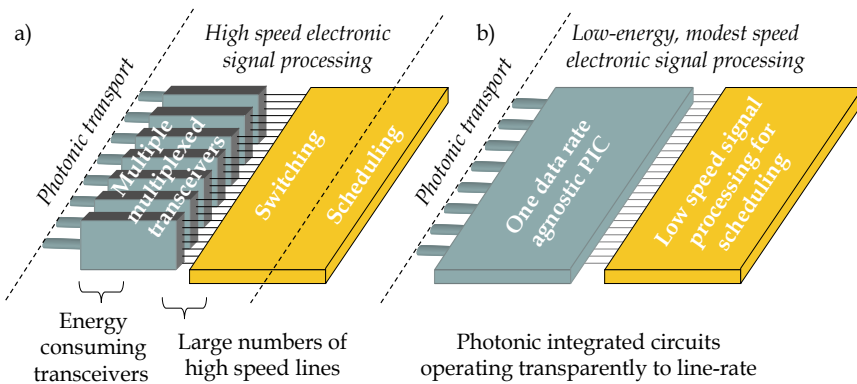 a)
High speed electronic
signal processing
Photonic transport
Multiple
multiplexed
transceivers
Switching
Scheduling
Energy
consuming
transceivers
Large numbers of
high speed lines
b)
Low-energy, modest speed
electronic signal processing
Photonic transport
One data rate
agnostic PIC
Low speed signal
processing for
scheduling
Photonic integrated circuits
operating transparently to line-rate